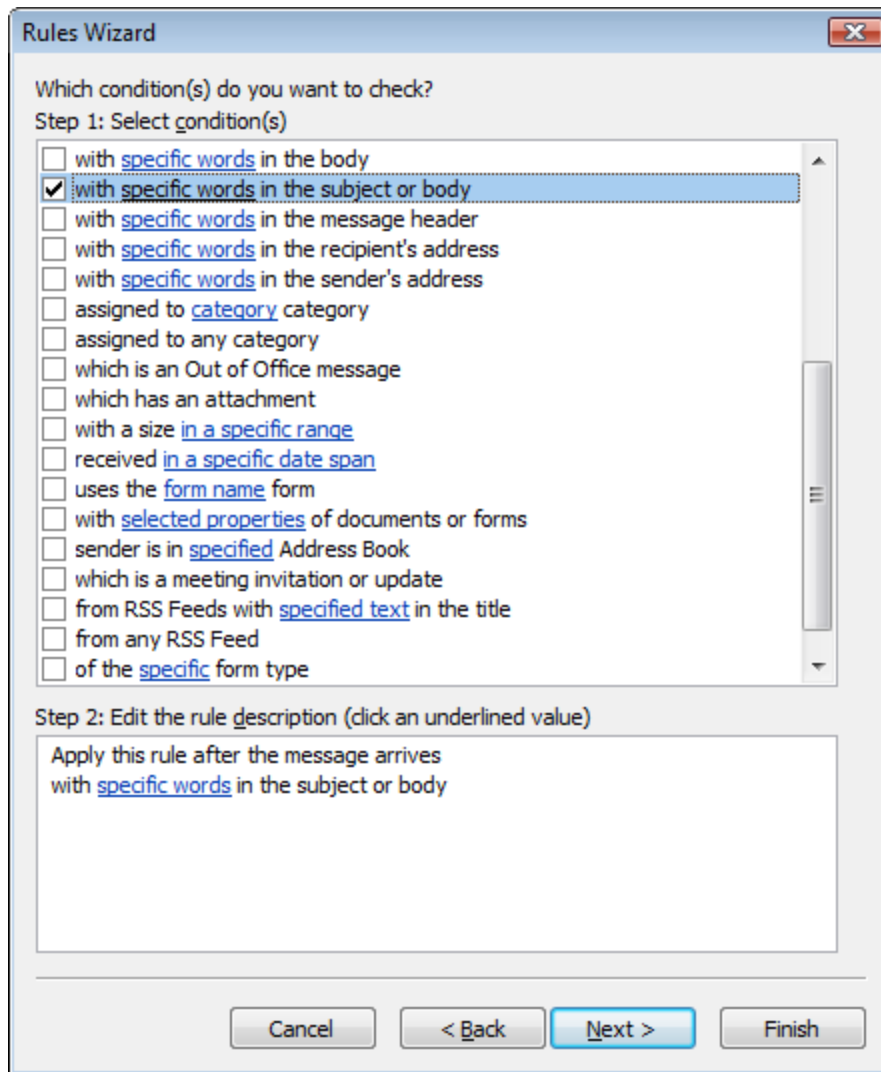 Rules Wizard
Which condition(s) do you want to check?
Step 1: Select condition(s)
with specific words in the body
with specific words in the subject or body
with specific words in the message header
with specific words in the recipient's address
with specific words in the sender's address
assigned to category category
assigned to any category
which is an Out of Office message
which has an attachment
with a size in a specific range
received in a specific date span
uses the form name form
with selected properties of documents or forms
sender is in specified Address Book
which is a meeting invitation or update
from RSS Feeds with specified text in the title
from any RSS Feed
of the specific form type
Step 2: Edit the rule description (click an underlined value)
Apply this rule after the message arrives
with specific words in the subject or body
Cancel < Back Next > Finish